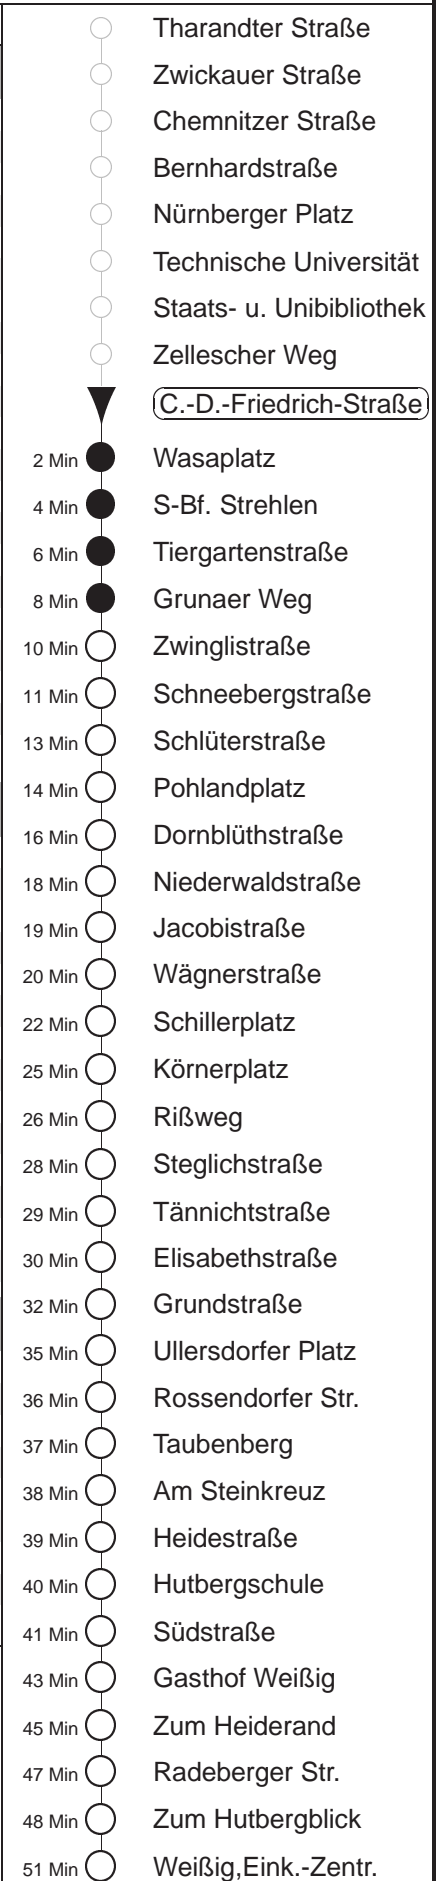 Tharandter Straße
Zwickauer Straße
Chemnitzer Straße
Bernhardstraße
Nürnberger Platz
Technische Universität
Staats- u. Unibibliothek
Zellescher Weg
C.-D.-Friedrich-Straße
2 Min Wasaplatz
4 Min S-Bf. Strehlen
6 Min Tiergartenstraße
8 Min Grunaer Weg
10 Min Zwinglistraße
11 Min Schneebergstraße
13 Min Schlüterstraße
14 Min Pohlandplatz
16 Min Dornblüthstraße
18 Min Niederwaldstraße
19 Min Jacobistraße
20 Min Wägnerstraße
22 Min Schillerplatz
25 Min Körnerplatz
26 Min Rißweg
28 Min Steglichstraße
29 Min Tännichtstraße
30 Min Elisabethstraße
32 Min Grundstraße
35 Min Ullersdorfer Platz
36 Min Rossendorfer Str.
37 Min Taubenberg
38 Min Am Steinkreuz
39 Min Heidestraße
40 Min Hutbergschule
41 Min Südstraße
43 Min Gasthof Weißig
45 Min Zum Heiderand
47 Min Radeberger Str.
48 Min Zum Hutbergblick
51 Min Weißig,Eink.-Zentr.